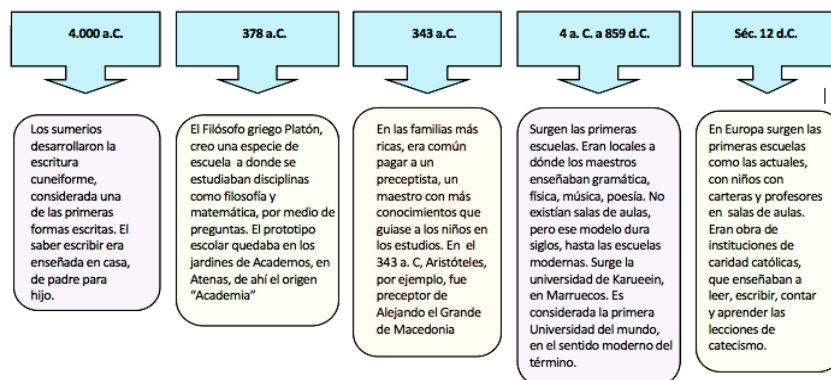 4.000 a.C.
378 a.C.
343 a.C.
4 a. C. a 859 d.C.
Séc. 12 d.C.
Los sumerios
desarrollaron la
escritura
cuneiforme,
considerada una
de las primeras
formas escritas. El
saber escribir era
enseñada en casa,
de padre para
hijo.
El Filósofo griego Platón,
creo una especie de
escuela a donde se
estudiaban disciplinas
como filosofía y
matemática, por medio de
preguntas. El prototipo
escolar quedaba en los
jardines de Academos, en
Atenas, de ahí el origen
“Academia”
En las familias más
ricas, era común
pagar a un
preceptista, un
maestro con más
conocimientos que
guiase a los niños en
los estudios. En el
343 a. C, Aristóteles,
por ejemplo, fue
preceptor de
Alejando el Grande
de Macedonia
Surgen las primeras
escuelas. Eran locales a
dónde los maestros
enseñaban gramática,
física, música, poesía. No
existían salas de aulas,
pero ese modelo dura
siglos, hasta las escuelas
modernas. Surge la
universidad de Karueein,
en Marruecos. Es
considerada la primera
Universidad del mundo,
en el sentido moderno del
término.
En Europa surgen las
primeras escuelas
como las actuales,
con niños con
carteras y profesores
en salas de aulas.
Eran obra de
instituciones de
caridad católicas,
que enseñaban a
leer, escribir, contar
y aprender las
lecciones de
catecismo.